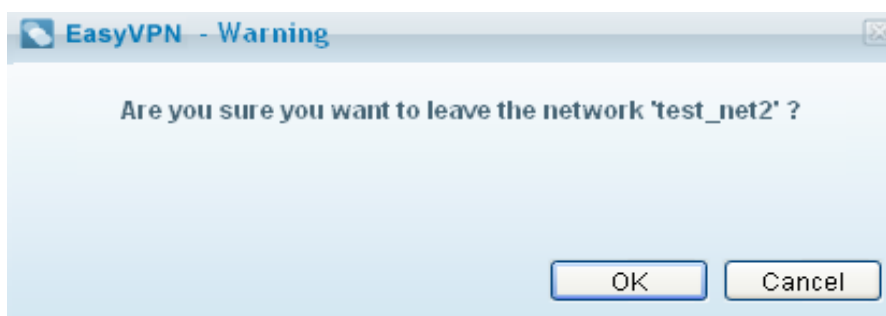 EasyVPN - Warning
Are you sure you want to leave the network 'test_net2' ?
OK
Cancel